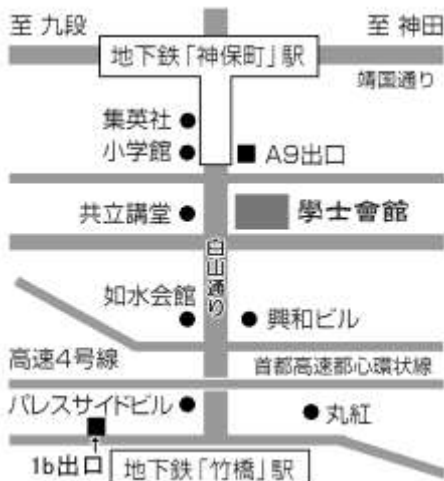 至 九段
至 神田
地下鉄「神保町」駅
靖国通り
集英社
小学館
A9出口
共立講堂
學士會館
白山通り
如水会館
興和ビル
高速4号線
首都高速都心環状線
パレスサイドビル
丸紅
1b出口
地下鉄「竹橋」駅